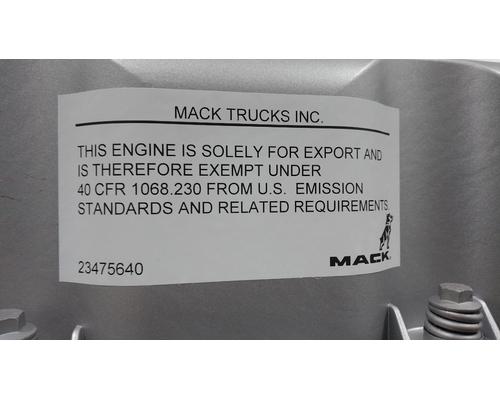 MACK TRUCKS INC.
THIS ENGINE IS SOLELY FOR EXPORT AND
IS THEREFORE EXEMPT UNDER
40 CFR 1068.230 FROM U.S. EMISSION
STANDARDS AND RELATED REQUIREMENTS.
23475640
MACK